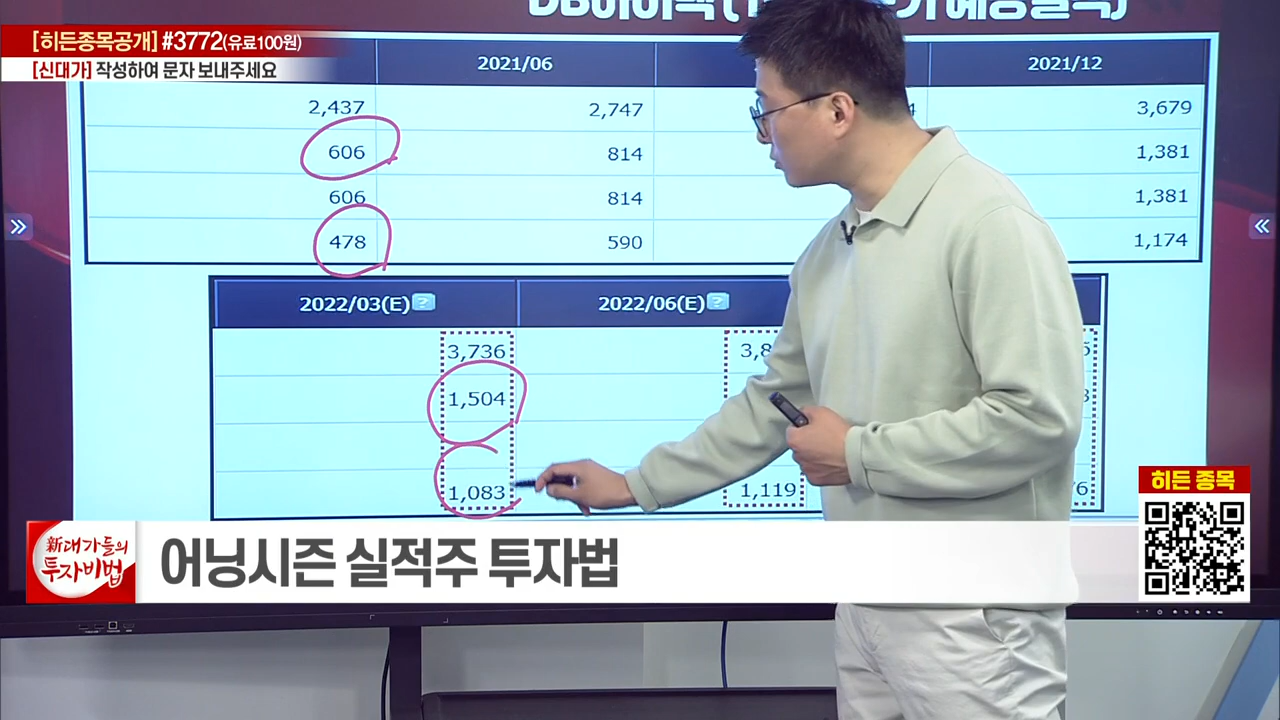 [히든종목공개] #3772(유료100원)
[신대가] 작성하여 문자 보내주세요
2021/06 2021/12
2,437 2,747 3,679
606 814 1,381
606 814 1,381
478 590 1,174
2022/03(E) ? 2022/06(E) ?
3,736
1,504
1,083 1,119
히든 종목
新대가들의
투자비법
어닝시즌 실적주 투자법